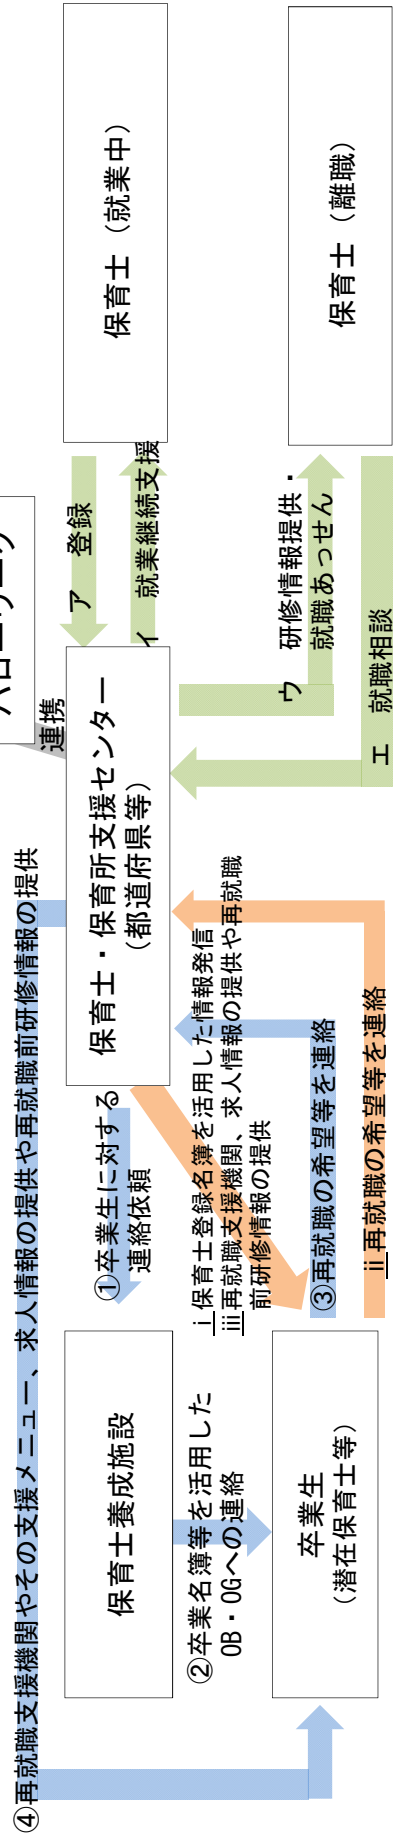 ④再就職支援機関やその支援メニュー、求人情報の提供や再就職前研修情報の提供
連携
保育士養成施設
①卒業生に対する
連絡依頼
保育士・保育所支援センター
（都道府県等）
ア　登録
イ　就業継続支援
保育士（就業中）
②卒業名簿等を活用した
OB・OGへの連絡
ⅰ保育士登録名簿を活用した情報発信
ⅲ再就職支援機関、求人情報の提供や再就職
前研修情報の提供
ウ　研修情報提供・
就職あっせん
卒業生
（潜在保育士等）
③再就職の希望等を連絡
ⅱ再就職の希望等を連絡
エ　就職相談
保育士（離職）